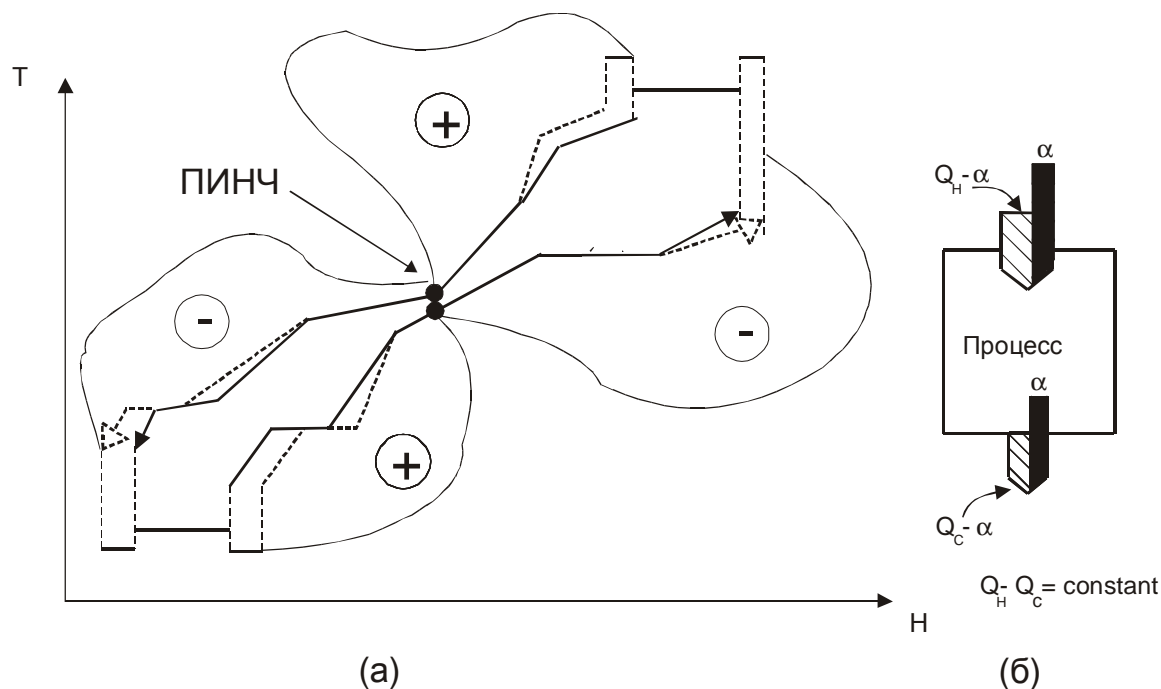 T
+
ПИНЧ
-
-
+
H
(а)
α
Q_H-α
Процесс
α
Q_C-α
Q_H- Q_C= constant
(б)